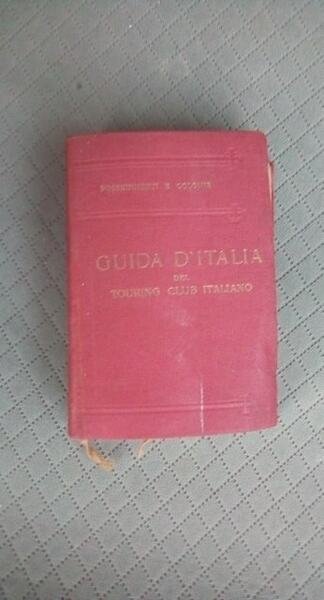 POSSEDIMENTI E COLONIE
GUIDA D'ITALIA
DEL
TOURING CLUB ITALIANO